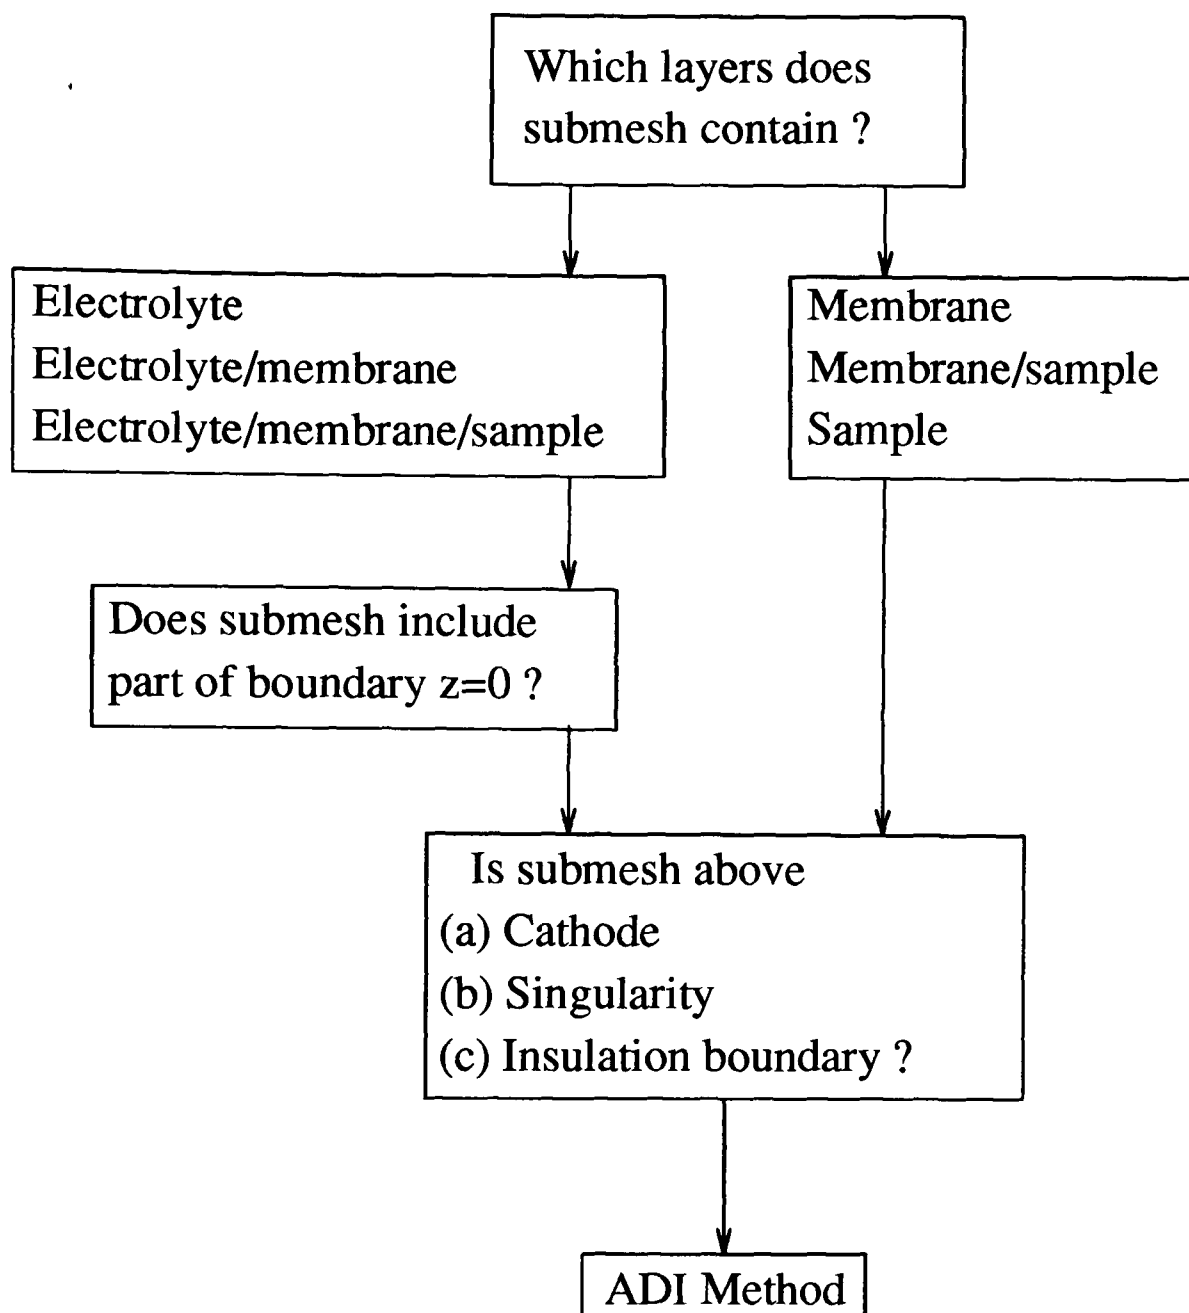 Which layers does
submesh contain ?
Electrolyte
Electrolyte/membrane
Electrolyte/membrane/sample
Membrane
Membrane/sample
Sample
Does submesh include
part of boundary z=0 ?
Is submesh above
(a) Cathode
(b) Singularity
(c) Insulation boundary ?
ADI Method